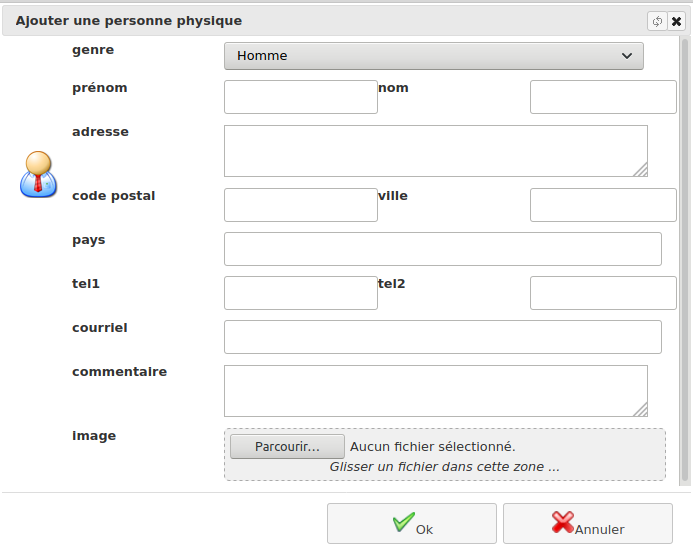 Ajouter une personne physique
genre Homme
prénom nom
adresse
code postal ville
pays
tel1 tel2
courriel
commentaire
image Parcourir... Aucun fichier sélectionné.
Glisser un fichier dans cette zone ...
Ok Annuler